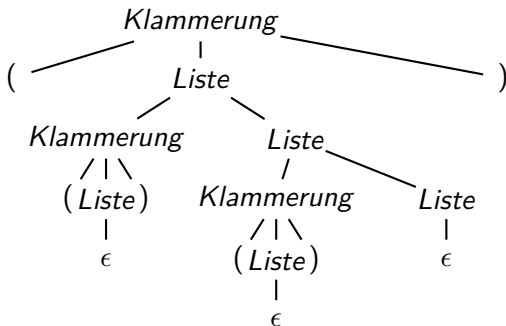 Klammerung
( Liste )
Klammerung Liste
( Liste ) Klammerung Liste
ϵ ( Liste ) ϵ
ϵ